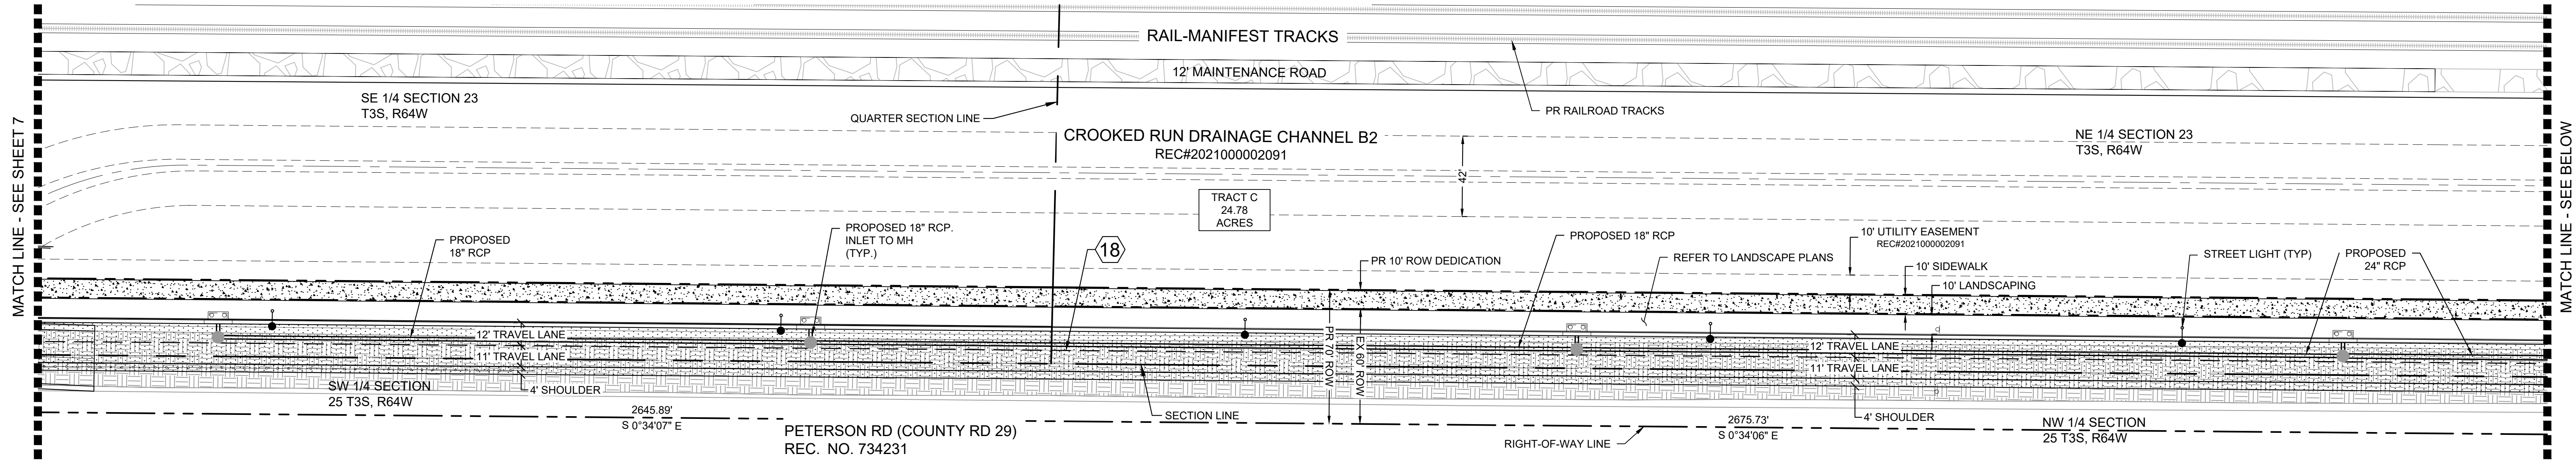 RAIL-MANIFEST TRACKS
12' MAINTENANCE ROAD
MATCH LINE - SEE SHEET 7
SE 1/4 SECTION 23
T3S, R64W
QUARTER SECTION LINE
PR RAILROAD TRACKS
CROOKED RUN DRAINAGE CHANNEL B2
REC#2021000002091
NE 1/4 SECTION 23
T3S, R64W
MATCH LINE - SEE BELOW
42'
TRACT C
24.78
ACRES
PROPOSED
18" RCP
PROPOSED 18" RCP.
INLET TO MH
(TYP.)
18
PROPOSED 18" RCP
10' UTILITY EASEMENT
REC#2021000002091
PR 10' ROW DEDICATION
REFER TO LANDSCAPE PLANS
10' SIDEWALK
10' LANDSCAPING
STREET LIGHT (TYP)
PROPOSED
24" RCP
12' TRAVEL LANE
11' TRAVEL LANE
PR 70' ROW
EX 60' ROW
12' TRAVEL LANE
11' TRAVEL LANE
SW 1/4 SECTION
25 T3S, R64W
4' SHOULDER
2645.89'
S 0°34'07" E
SECTION LINE
PETERSON RD (COUNTY RD 29)
REC. NO. 734231
RIGHT-OF-WAY LINE
2675.73'
S 0°34'06" E
4' SHOULDER
NW 1/4 SECTION
25 T3S, R64W